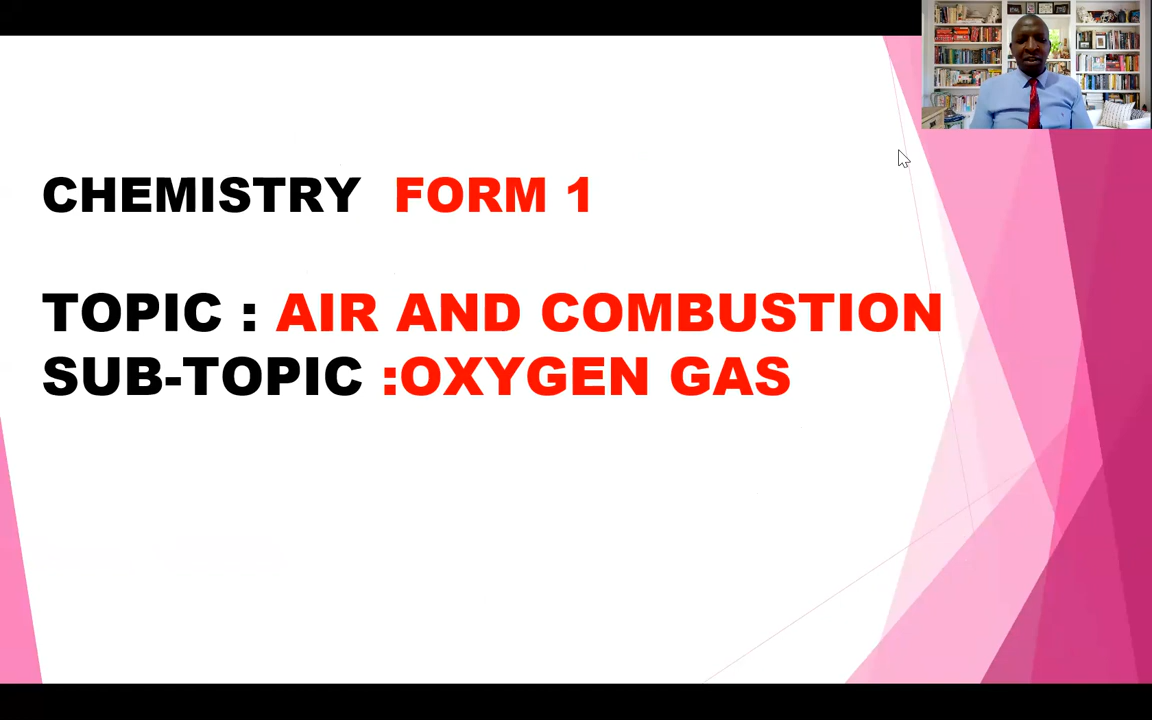 CHEMISTRY FORM 1
TOPIC : AIR AND COMBUSTION
SUB-TOPIC :OXYGEN GAS